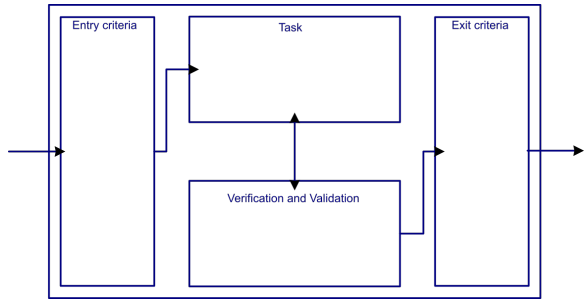 Entry criteria
Task
Exit criteria
Verification and Validation